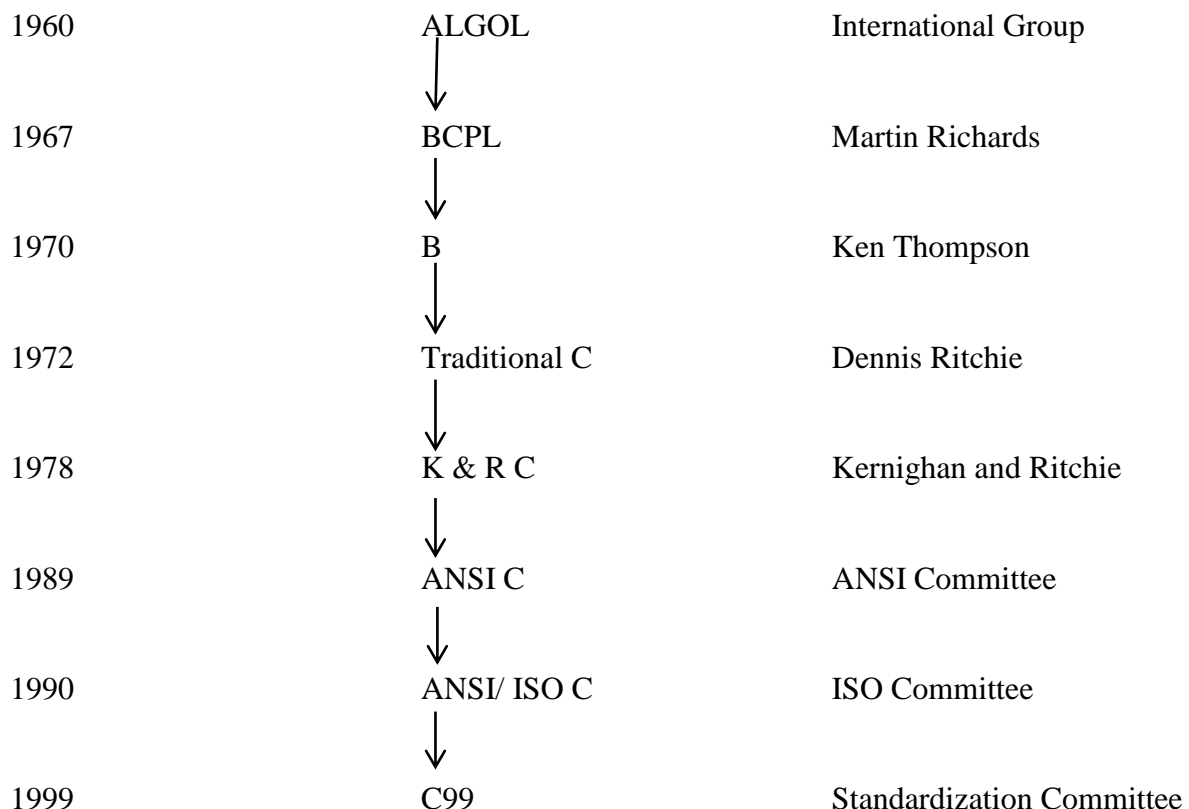 1960 ALGOL International Group
1967 BCPL Martin Richards
1970 B Ken Thompson
1972 Traditional C Dennis Ritchie
1978 K & R C Kernighan and Ritchie
1989 ANSI C ANSI Committee
1990 ANSI/ ISO C ISO Committee
1999 C99 Standardization Committee